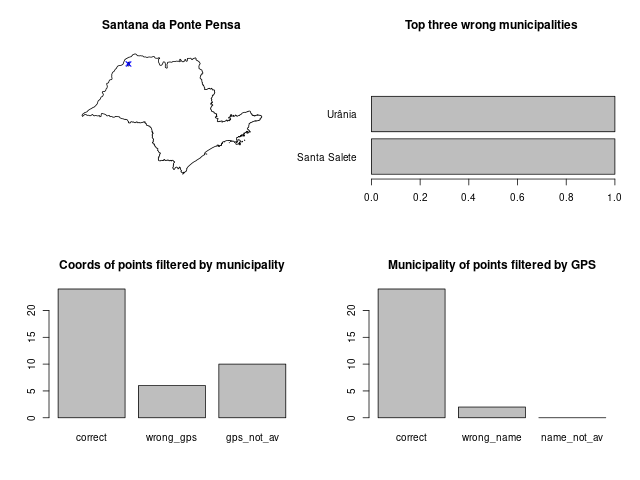 Santana da Ponte Pensa
Top three wrong municipalities
Urânia
Santa Salete
0.0 0.2 0.4 0.6 0.8 1.0
Coords of points filtered by municipality
0 5 10 15 20
correct wrong_gps gps_not_av
Municipality of points filtered by GPS
0 5 10 15 20
correct wrong_name name_not_av